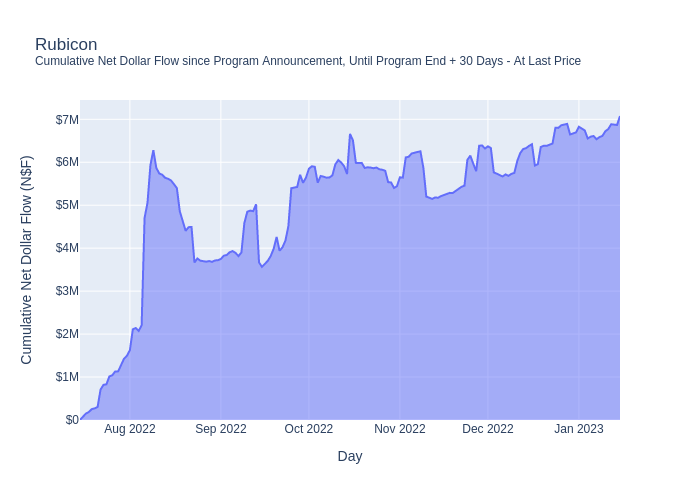 Rubicon
Cumulative Net Dollar Flow since Program Announcement, Until Program End + 30 Days - At Last Price
Cumulative Net Dollar Flow (N$F)
$7M
$6M
$5M
$4M
$3M
$2M
$1M
$0
Aug 2022 Sep 2022 Oct 2022 Nov 2022 Dec 2022 Jan 2023
Day